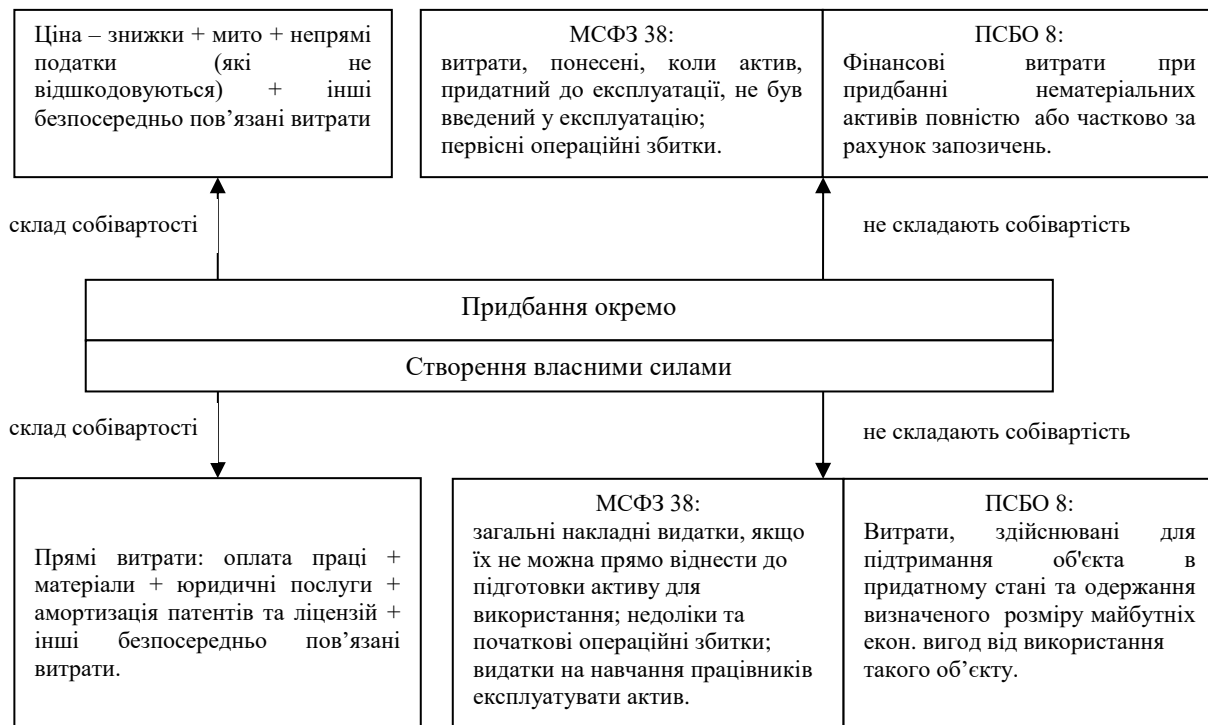 Ціна – знижки + мито + непрямі
податки (які не
відшкодовуються) + інші
безпосередньо пов’язані витрати
МСФЗ 38:
витрати, понесені, коли актив,
придатний до експлуатації, не був
введений у експлуатацію;
первісні операційні збитки.
ПСБО 8:
Фінансові витрати при
придбанні нематеріальних
активів повністю або частково за
рахунок запозичень.
склад собівартості
не складають собівартість
Придбання окремо
Створення власними силами
склад собівартості
не складають собівартість
Прямі витрати: оплата праці +
матеріали + юридичні послуги +
амортизація патентів та ліцензій +
інші безпосередньо пов’язані
витрати.
МСФЗ 38:
загальні накладні видатки, якщо
їх не можна прямо віднести до
підготовки активу для
використання; недоліки та
початкові операційні збитки;
видатки на навчання працівників
експлуатувати актив.
ПСБО 8:
Витрати, здійснювані для
підтримання об'єкта в
придатному стані та одержання
визначеного розміру майбутніх
екон. вигод від використання
такого об’єкту.